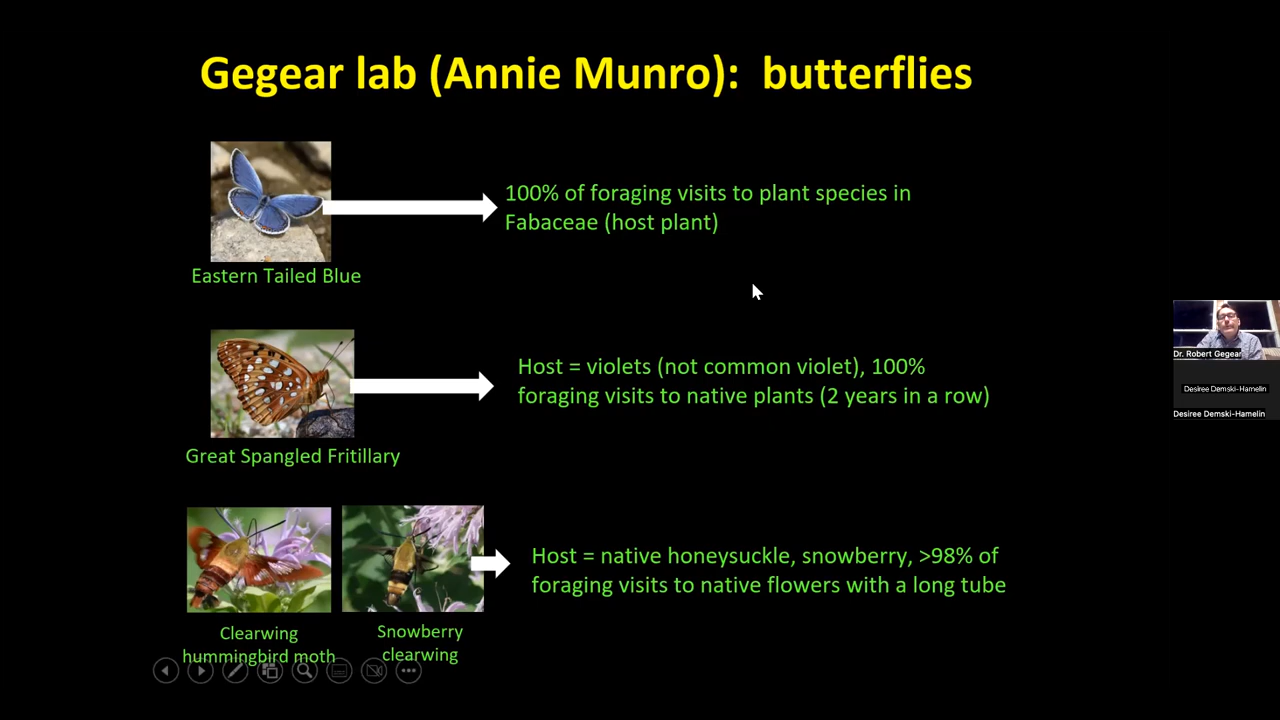 Gegear lab (Annie Munro):  butterflies
100% of foraging visits to plant species in
Fabaceae (host plant)
Eastern Tailed Blue
Host = violets (not common violet), 100%
foraging visits to native plants (2 years in a row)
Great Spangled Fritillary
Host = native honeysuckle, snowberry, >98% of
foraging visits to native flowers with a long tube
Clearwing
hummingbird moth
Snowberry
clearwing
Dr. Robert Gegear
Desiree Demski-Hamelin
Desiree Demski-Hamelin